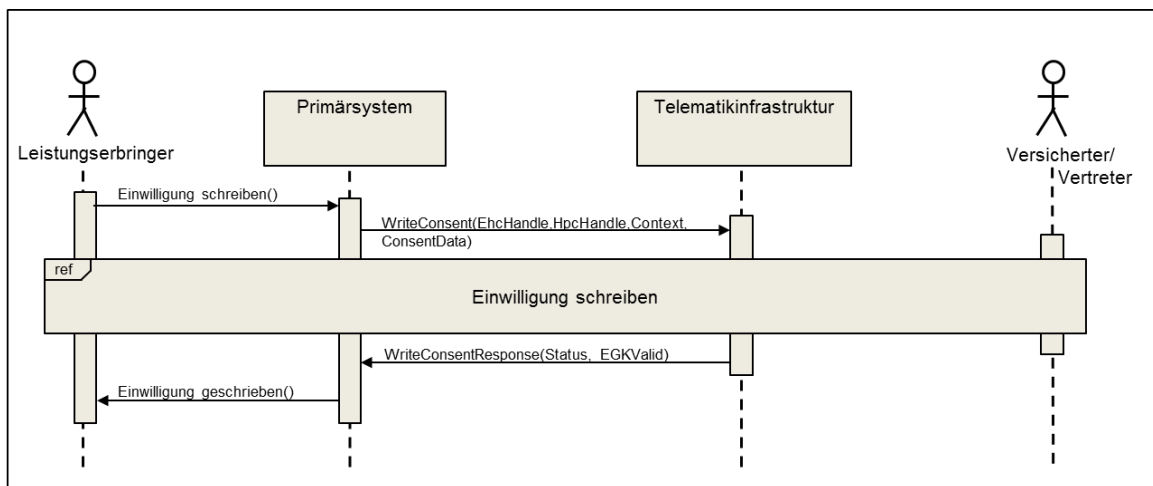 Primärsystem
Telematikinfrastruktur
Leistungserbringer
Versicherter/
Vertreter
Einwilligung schreiben()
WriteConsent(EhcHandle,HpcHandle,Context,
ConsentData)
ref
Einwilligung schreiben
WriteConsentResponse(Status, EGKValid)
Einwilligung geschrieben()